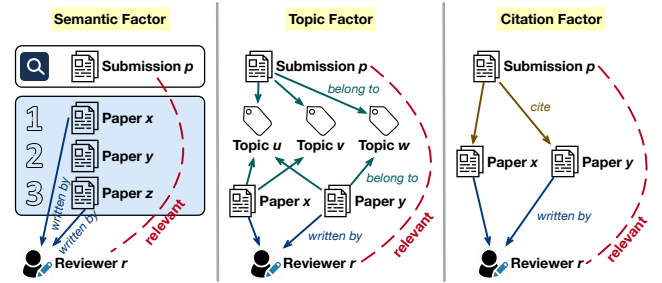 Semantic Factor
Submission p
1
Paper x
2
Paper y
3
Paper z
written by
written by
relevant
Reviewer r
Topic Factor
Submission p
belong to
Topic u
Topic v
Topic w
belong to
Paper x
Paper y
written by
relevant
Reviewer r
Citation Factor
Submission p
cite
Paper x
Paper y
written by
relevant
Reviewer r